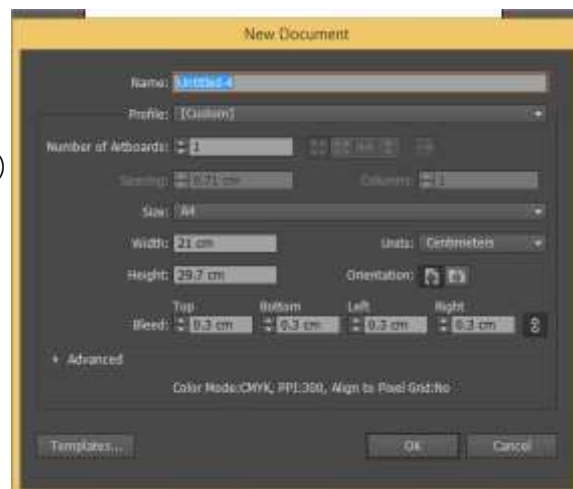 )
New Document
Name: Untitled-4
Profile: [Custom]
Number of Artboards: 1
Spacing: 0.71 cm Columns: 1
Size: A4
Width: 21 cm Units: Centimeters
Height: 29.7 cm Orientation:
Top Bottom Left Right
Bleed: 0.3 cm 0.3 cm 0.3 cm 0.3 cm
Advanced
Color Mode:CMYK, PPI:300, Align to Pixel Grid:No
Templates... OK Cancel